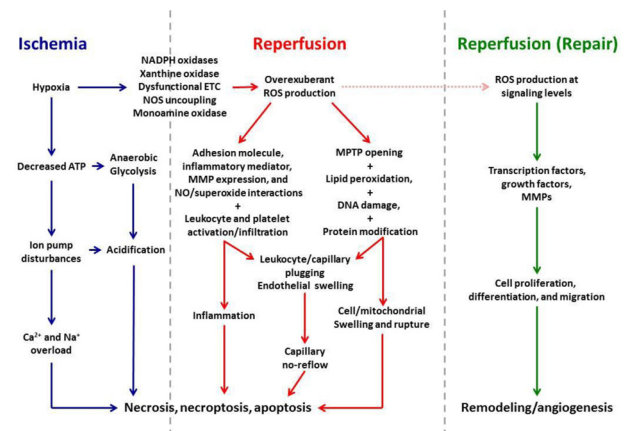 Ischemia
Reperfusion
Reperfusion (Repair)
Hypoxia
NADPH oxidases
Xanthine oxidase
Dysfunctional ETC
NOS uncoupling
Monoamine oxidase
Overexuberant
ROS production
ROS production at
signaling levels
Decreased ATP
Anaerobic
Glycolysis
Adhesion molecule,
inflammatory mediator,
MMP expression, and
NO/superoxide interactions
+
Leukocyte and platelet
activation/infiltration
MPTP opening
+
Lipid peroxidation,
+
DNA damage,
+
Protein modification
Transcription factors,
growth factors,
MMPs
Ion pump
disturbances
Acidification
Leukocyte/capillary
plugging
Endothelial swelling
Cell proliferation,
differentiation, and migration
Inflammation
Cell/mitochondrial
Swelling and rupture
Ca²⁺ and Na⁺
overload
Capillary
no-reflow
Necrosis, necroptosis, apoptosis
Remodeling/angiogenesis